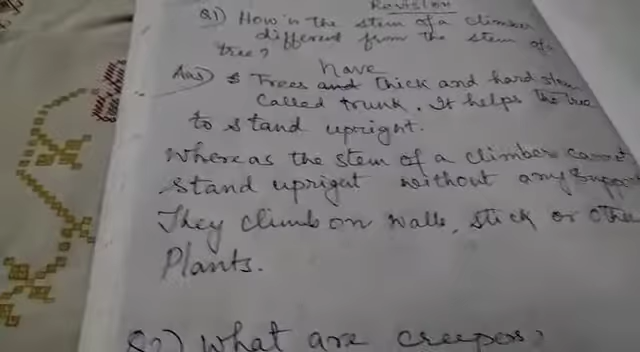 Revision
Q1) How is the stem of a climber
different from the stem of
tree?
have
Ans) Trees and thick and hard stem
called trunk. It helps the tree
to stand upright.
Whereas the stem of a climber cannot
stand upright without any support
They climb on walls, stick or other
Plants.
Q2) What are creepers?